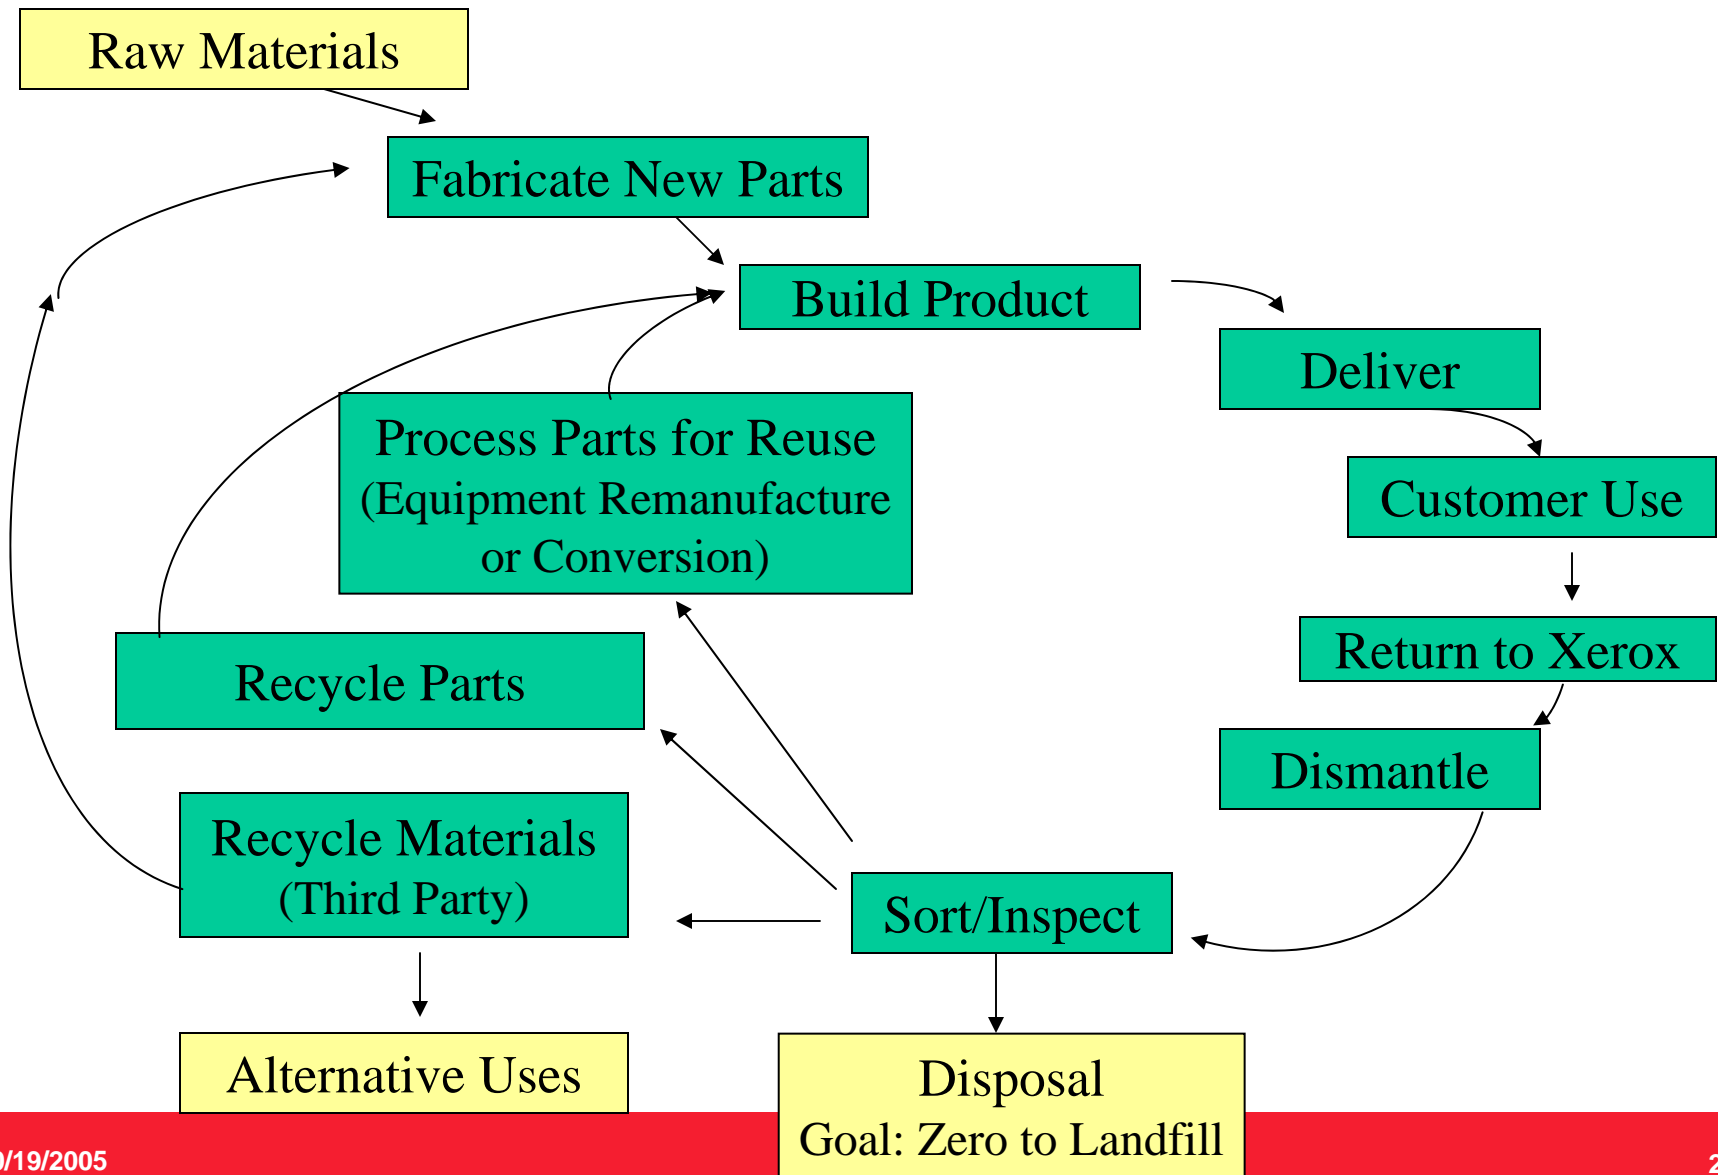 Raw Materials
Fabricate New Parts
Build Product
Deliver
Process Parts for Reuse
(Equipment Remanufacture
or Conversion)
Customer Use
Return to Xerox
Recycle Parts
Dismantle
Recycle Materials
(Third Party)
Sort/Inspect
Alternative Uses
Disposal
Goal: Zero to Landfill
0/19/2005
2